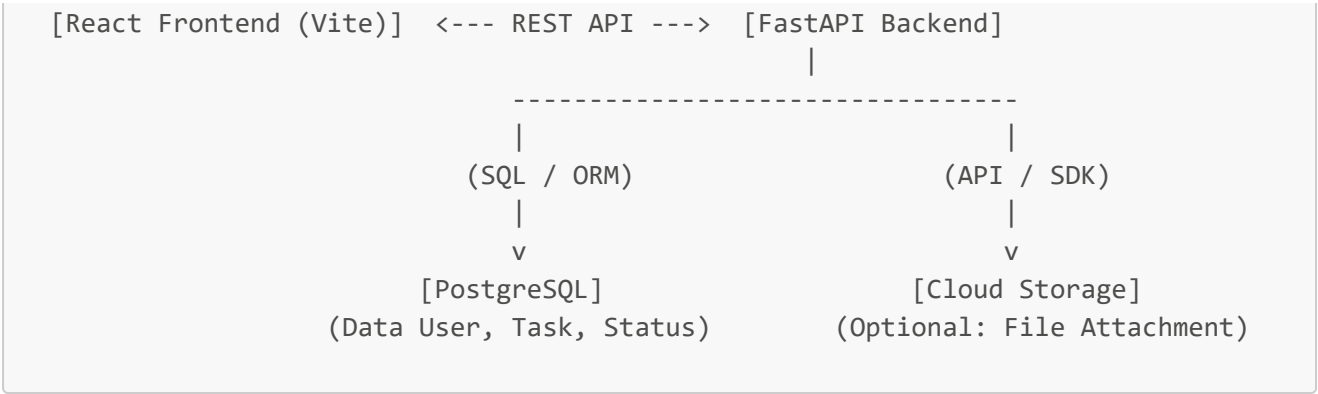 [React Frontend (Vite)] <--- REST API ---> [FastAPI Backend]
|
---------------------------------
| |
(SQL / ORM) (API / SDK)
| |
v v
[PostgreSQL] [Cloud Storage]
(Data User, Task, Status) (Optional: File Attachment)